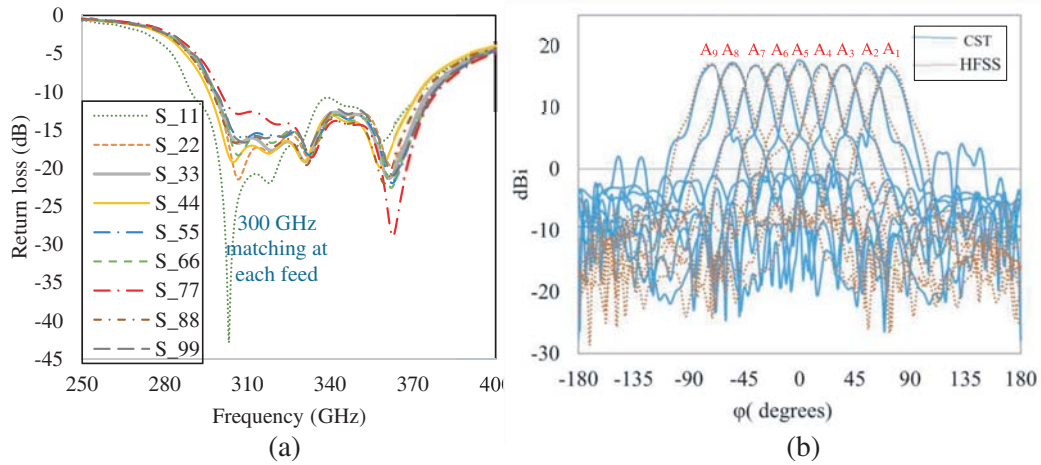 0
-5
-10
-15
-20
-25
-30
-35
-40
-45
Return loss (dB)
S_11
S_22
S_33
S_44
S_55
S_66
S_77
S_88
S_99
300 GHz
matching at
each feed
250 280 310 340 370 400
Frequency (GHz)
(a)
20
10
0
-10
-20
-30
dBi
A9 A8 A7 A6 A5 A4 A3 A2 A1
CST
HFSS
-180 -135 -90 -45 0 45 90 135 180
φ( degrees)
(b)